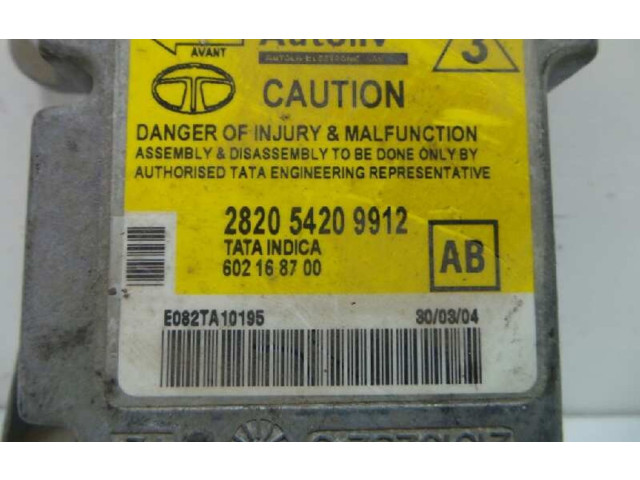 AVANT
Autoliv
3
CAUTION
DANGER OF INJURY & MALFUNCTION
ASSEMBLY & DISASSEMBLY TO BE DONE ONLY BY
AUTHORISED TATA ENGINEERING REPRESENTATIVE
2820 5420 9912
TATA INDICA
602 16 87 00
AB
E082TA10195
30/03/04